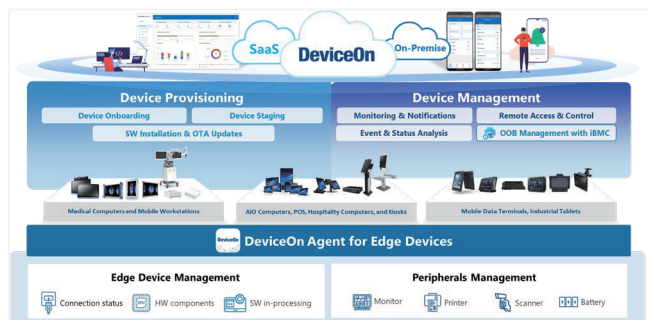 SaaS
DeviceOn
On-Premise
Device Provisioning
Device Onboarding
Device Staging
SW Installation & OTA Updates
Device Management
Monitoring & Notifications
Remote Access & Control
Event & Status Analysis
OOB Management with iBMC
Medical Computers and Mobile Workstations
AIO Computers, POS, Hospitality Computers, and Kiosks
Mobile Data Terminals, Industrial Tablets
DeviceOn
DeviceOn Agent for Edge Devices
Edge Device Management
Connection status
CPU
HW components
SW in-processing
Peripherals Management
Monitor
Printer
Scanner
Battery